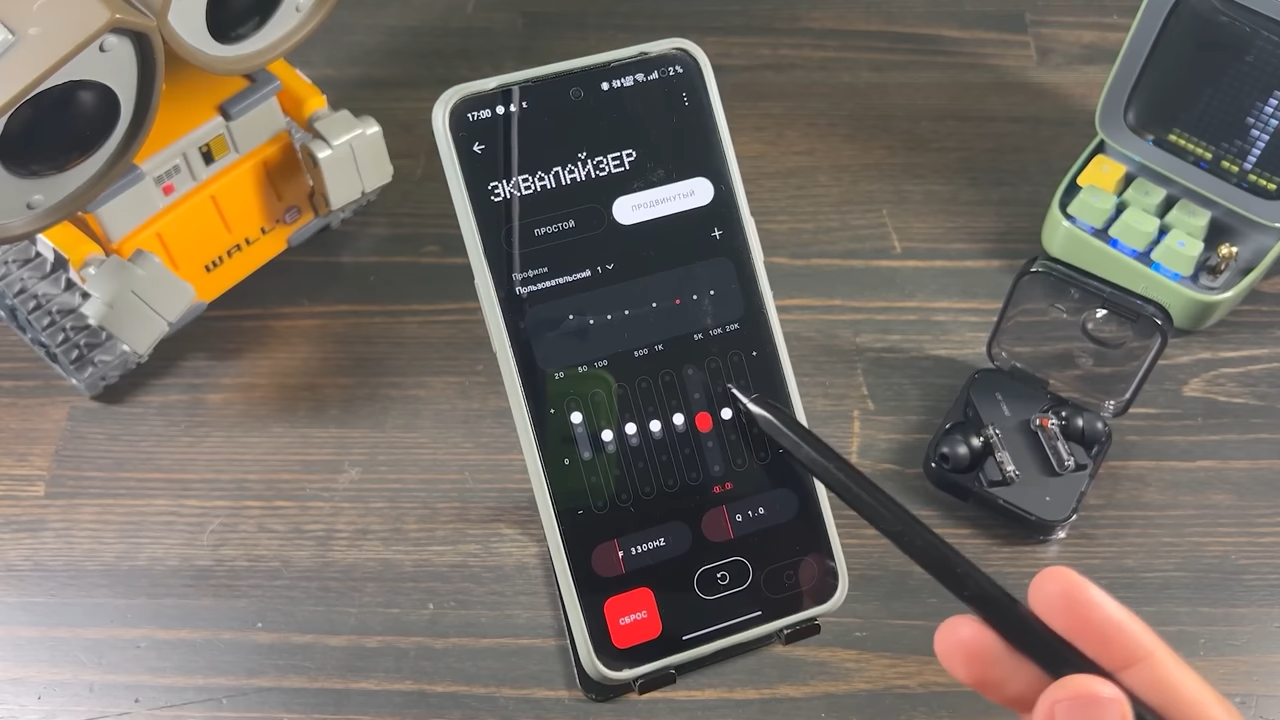 17:00 2%
ЭКВАЛАЙЗЕР
ПРОСТОЙ ПРОДВИНУТЫЙ
+
Профили
Пользовательский 1
20 50 100 500 1K 5K 10K 20K
+ +
0
−
F 3300HZ Q 1.0
СБРОС
WALL·E